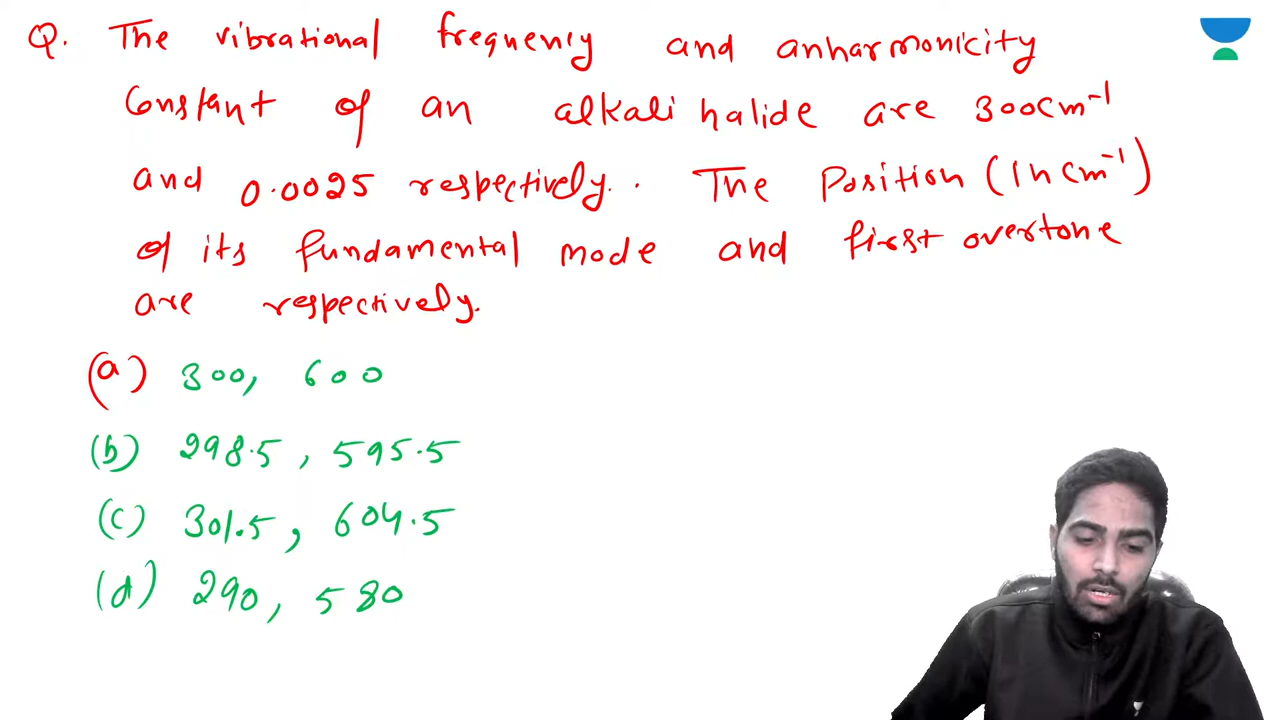 Q. The vibrational frequency and anharmonicity
constant of an alkali halide are 300cm⁻¹
and 0.0025 respectively. The Position (In cm⁻¹)
of its fundamental mode and first overtone
are respectively.
(a) 300, 600
(b) 298.5, 595.5
(c) 301.5, 604.5
(d) 290, 580